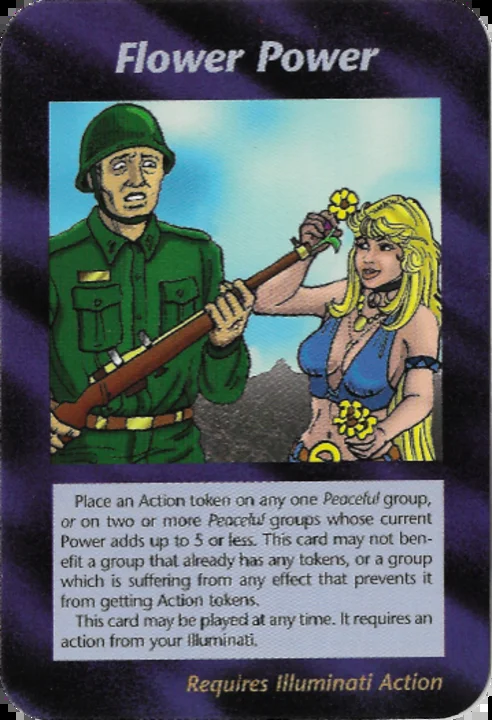 Flower Power
Place an Action token on any one Peaceful group,
or on two or more Peaceful groups whose current
Power adds up to 5 or less. This card may not ben-
efit a group that already has any tokens, or a group
which is suffering from any effect that prevents it
from getting Action tokens.
This card may be played at any time. It requires an
action from your Illuminati.
Requires Illuminati Action